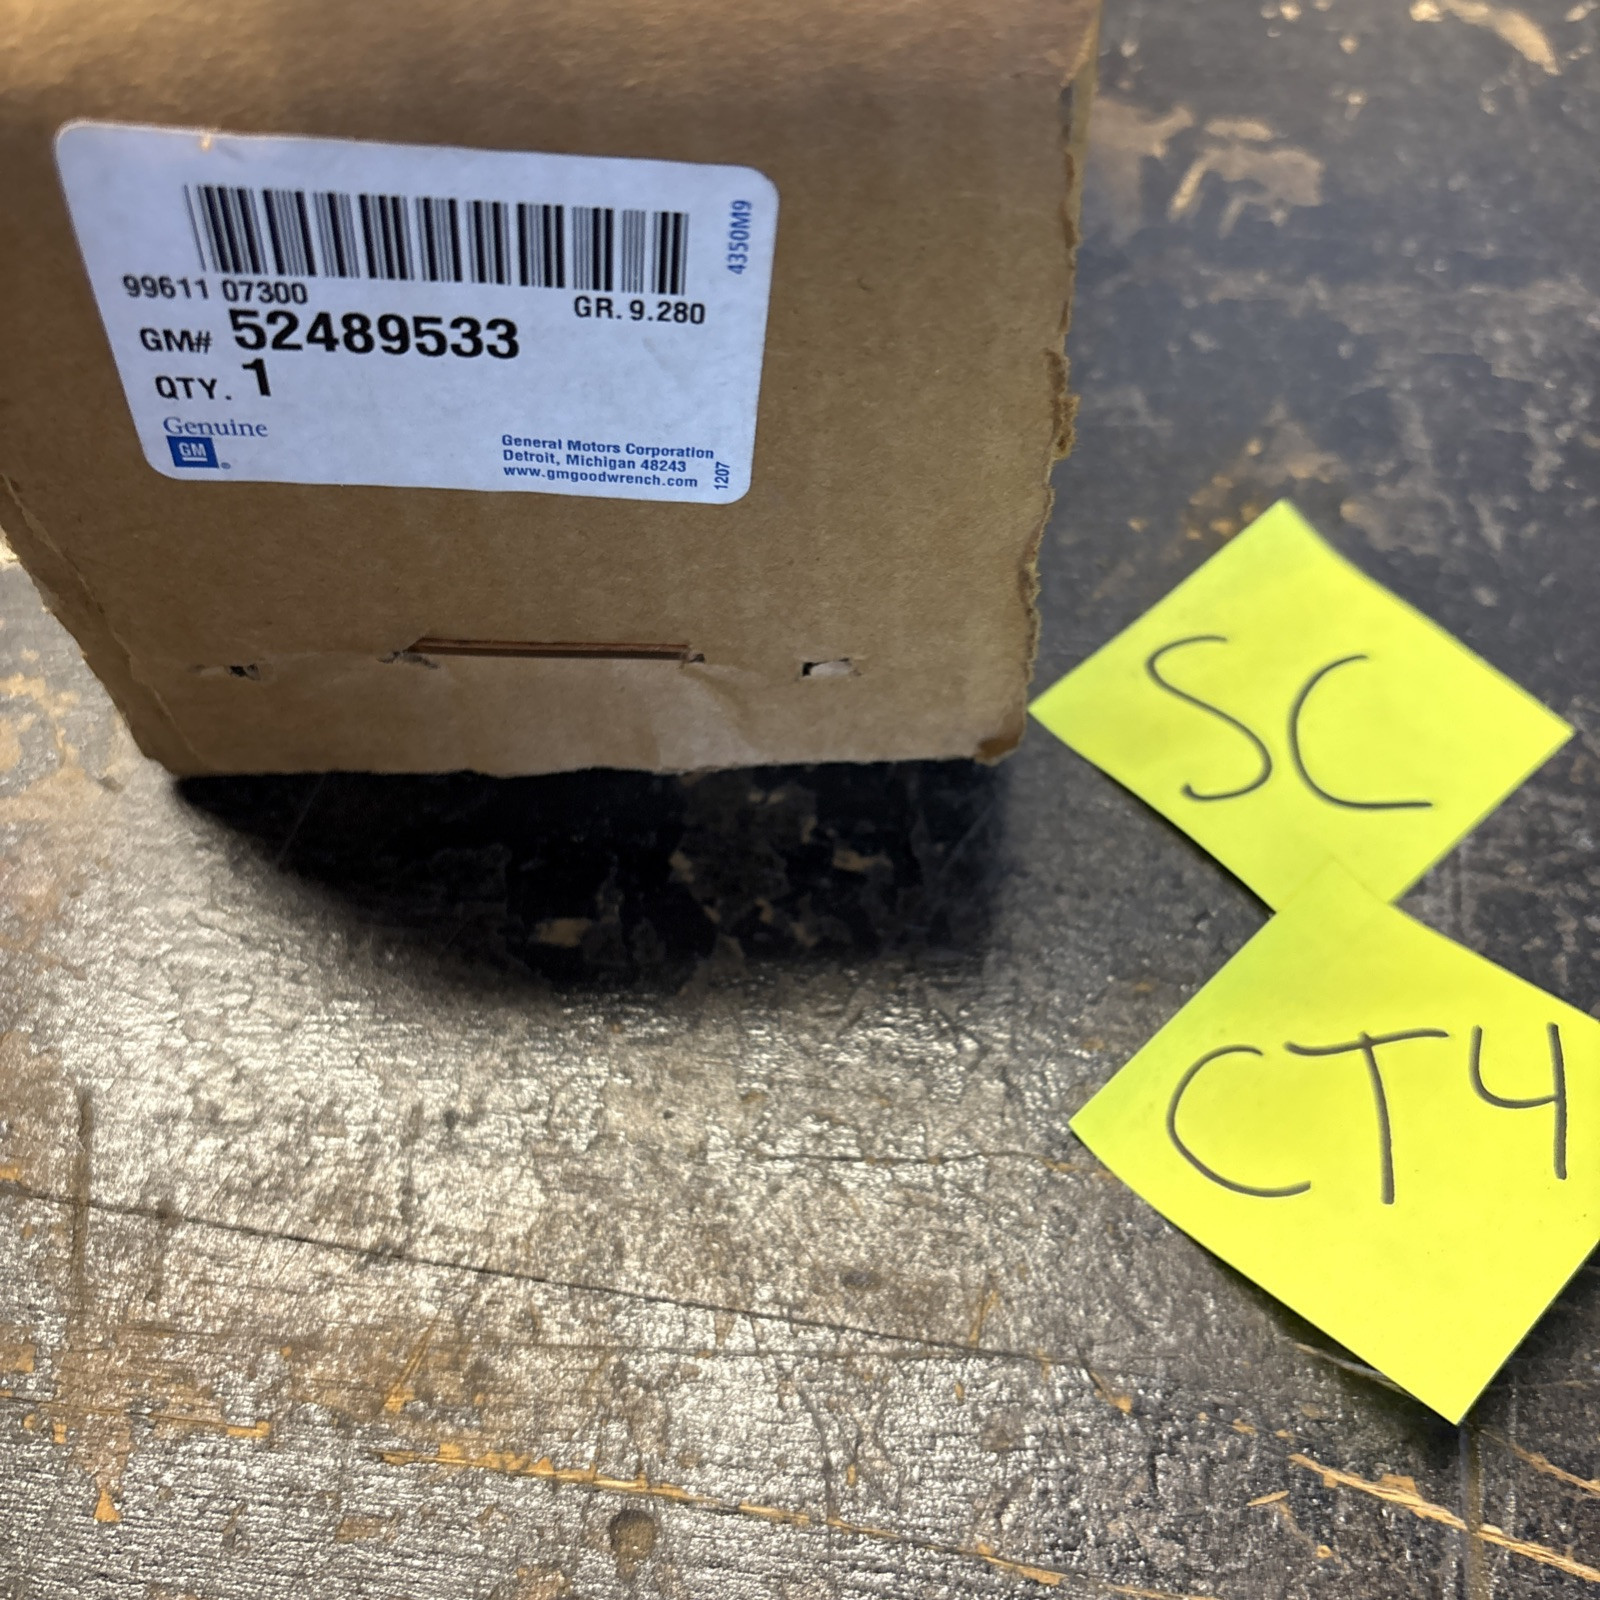 4350M9
99611 07300
GR. 9.280
GM# 52489533
QTY. 1
Genuine
GM
®
General Motors Corporation
Detroit, Michigan 48243
www.gmgoodwrench.com
1207
SC
CT4